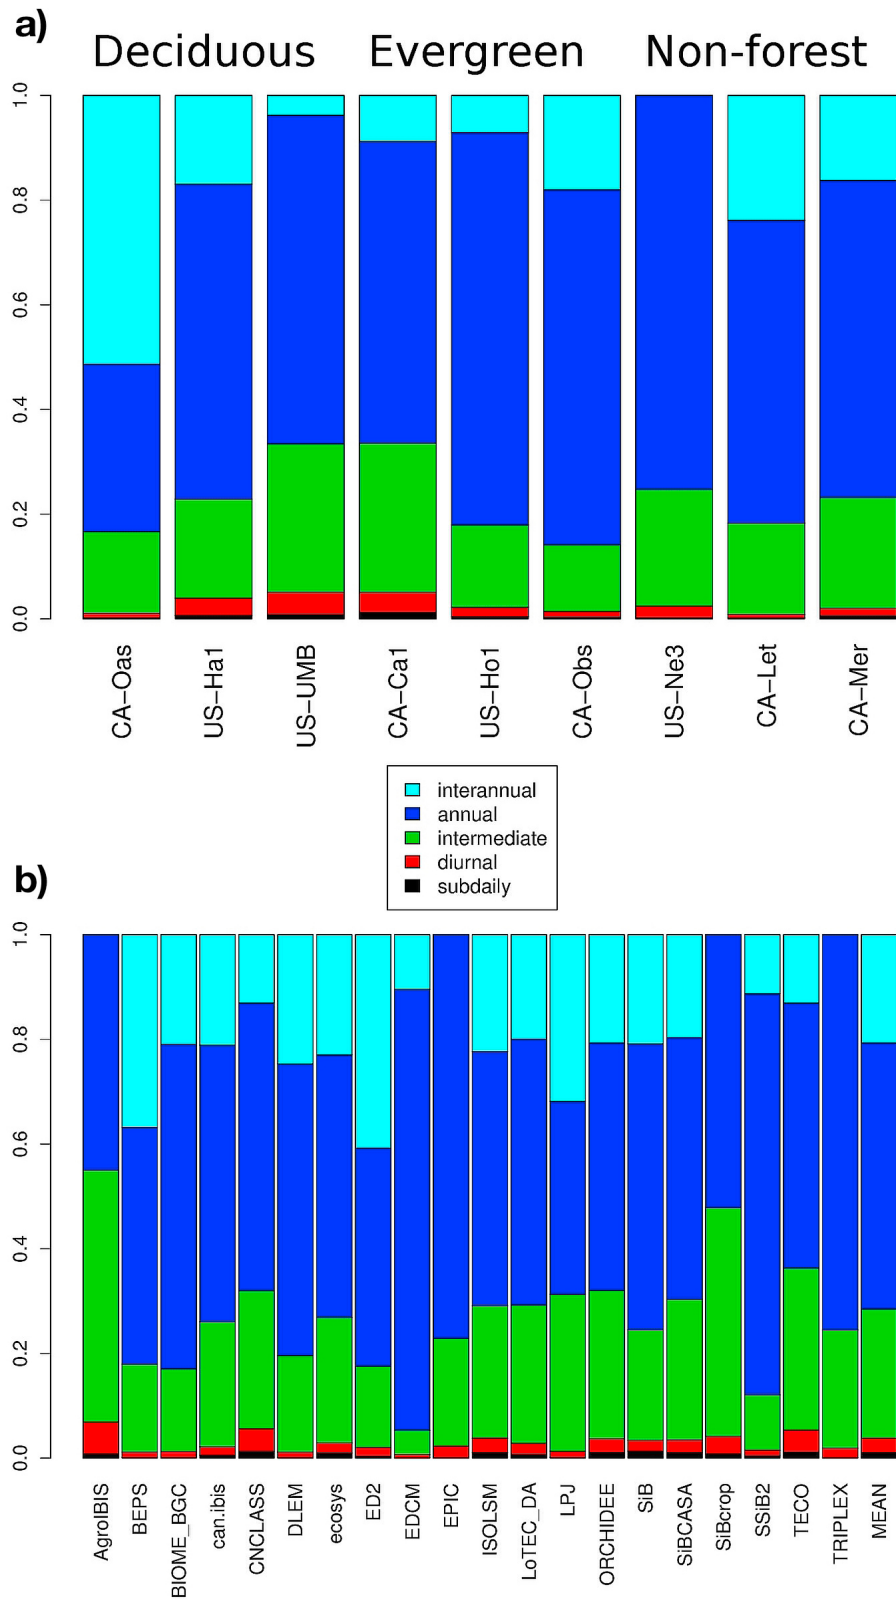 a)
Deciduous Evergreen Non-forest
1.0
0.8
0.6
0.4
0.2
0.0
CA−Oas
US−Ha1
US−UMB
CA−Ca1
US−Ho1
CA−Obs
US−Ne3
CA−Let
CA−Mer
interannual
annual
intermediate
diurnal
subdaily
b)
1.0
0.8
0.6
0.4
0.2
0.0
AgroIBIS
BEPS
BIOME_BGC
can.ibis
CNCLASS
DLEM
ecosys
ED2
EDCM
EPIC
ISOLSM
LoTEC_DA
LPJ
ORCHIDEE
SiB
SiBCASA
SiBcrop
SSiB2
TECO
TRIPLEX
MEAN